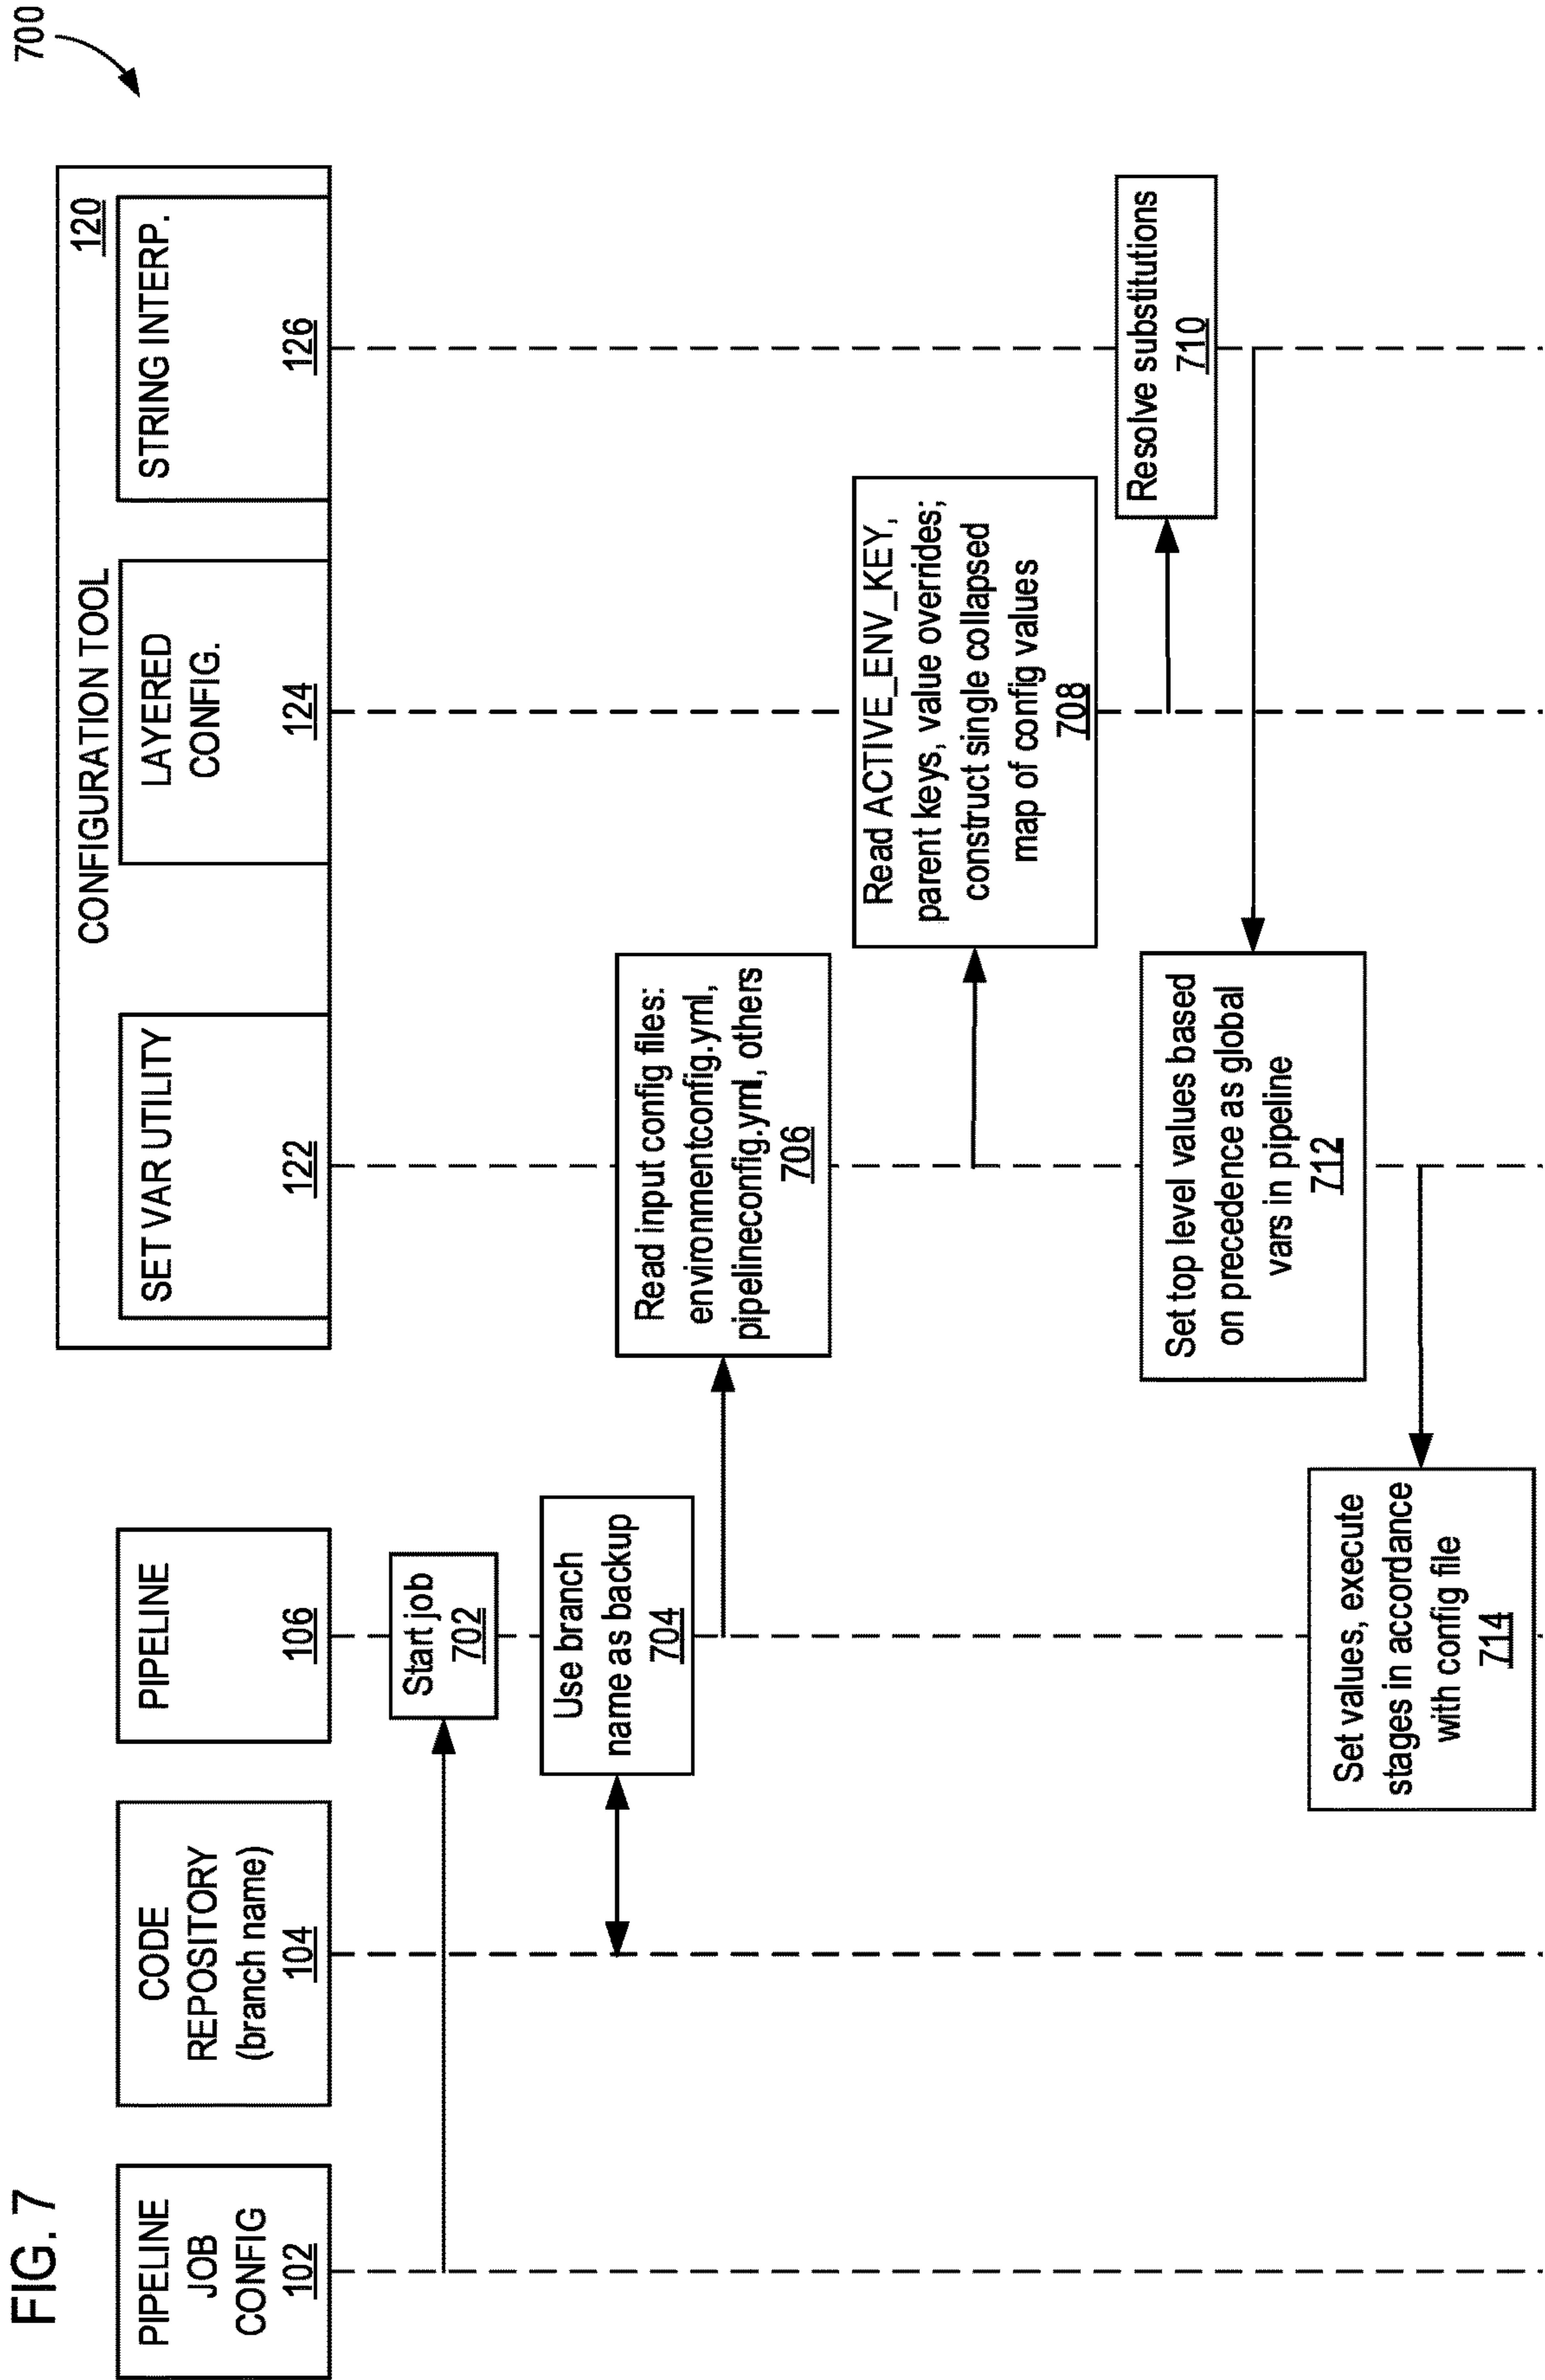 FIG. 7
700
PIPELINE
JOB
CONFIG
102
CODE
REPOSITORY
(branch name)
104
PIPELINE
106
CONFIGURATION TOOL
120
SET VAR UTILITY
122
LAYERED
CONFIG.
124
STRING INTERP.
126
Start job
702
Use branch
name as backup
704
Read input config files:
environmentconfig.yml,
pipelineconfig.yml, others
706
Read ACTIVE_ENV_KEY,
parent keys, value overrides;
construct single collapsed
map of config values
708
Resolve substitutions
710
Set top level values based
on precedence as global
vars in pipeline
712
Set values, execute
stages in accordance
with config file
714